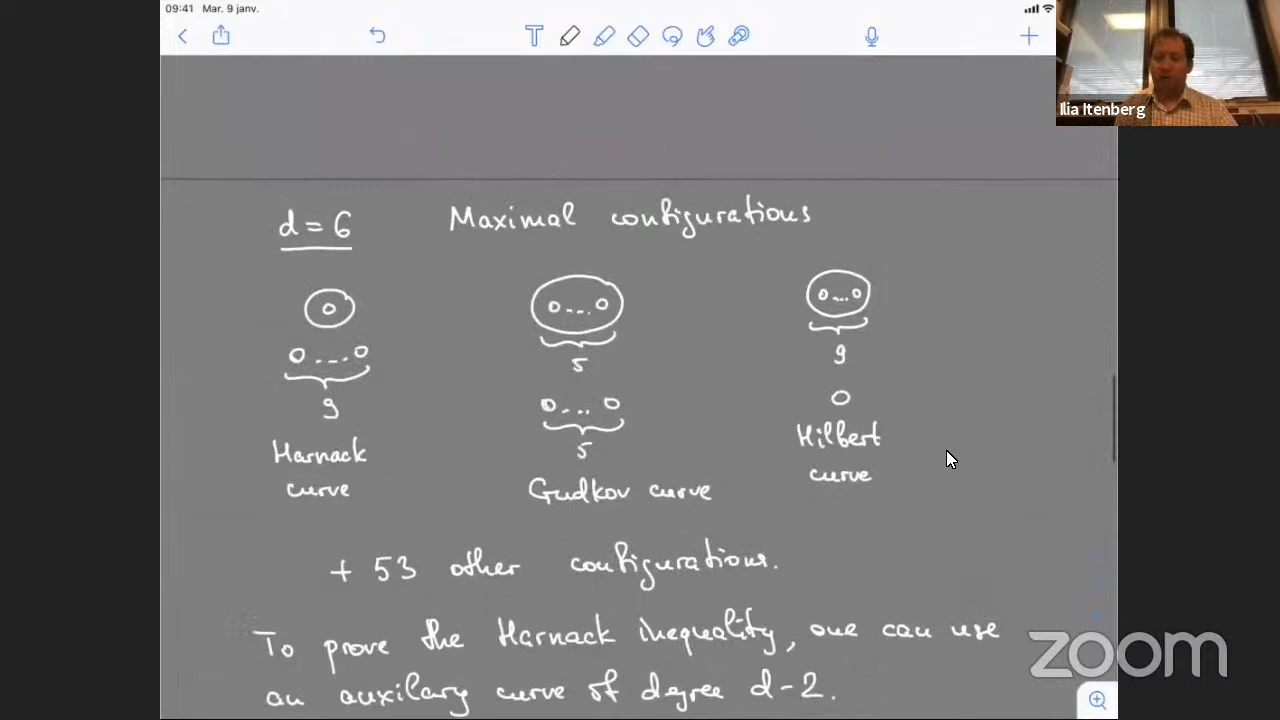 09:41 Mar. 9 janv.
Ilia Itenberg
d = 6 Maximal configurations
o o....o o...o
o....o 5 9
9 o... o o
5 Hilbert
Harnack curve
curve Gudkov curve
+ 53 other configurations.
To prove the Harnack inequality, one can use
an auxilary curve of degree d-2.
zoom